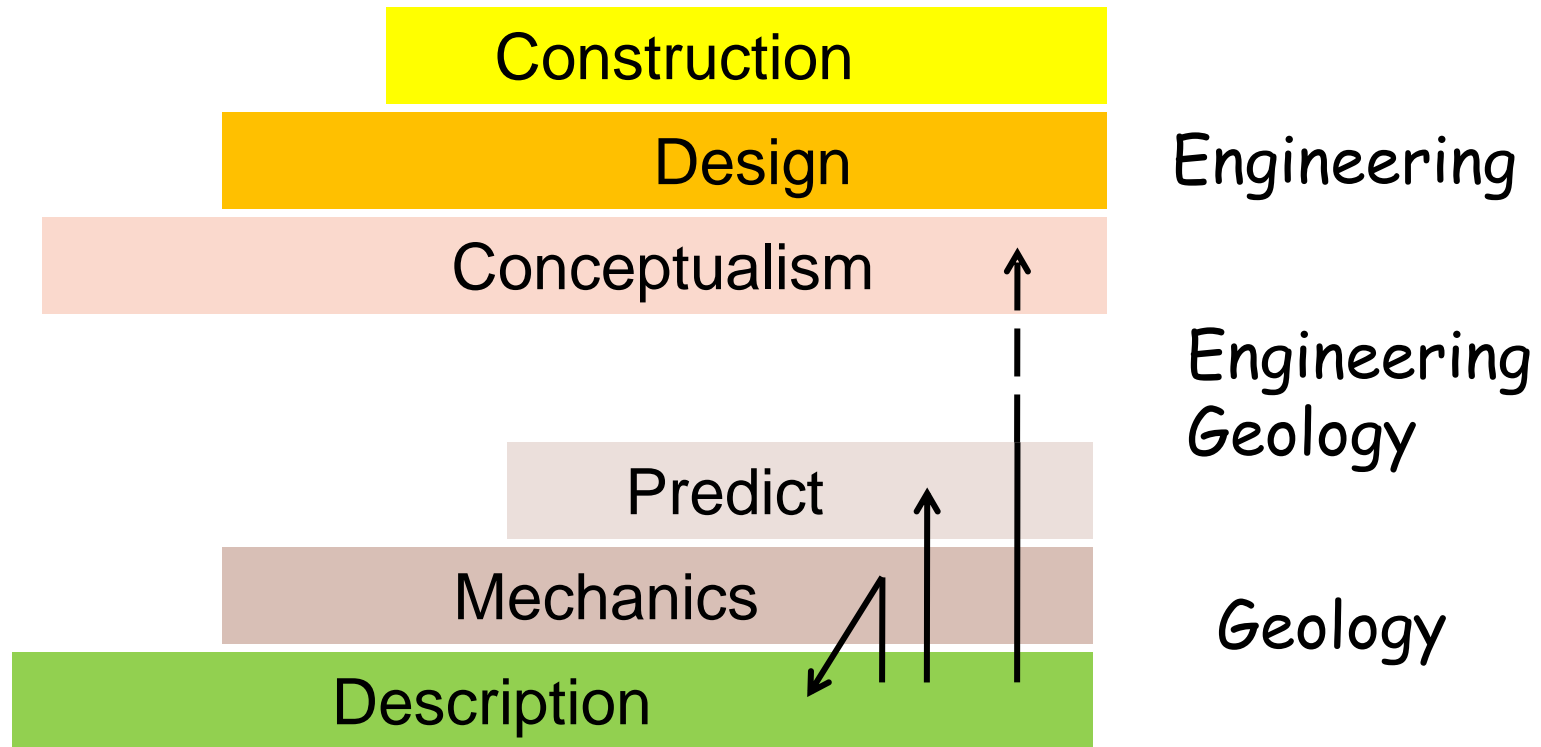 Construction
Design
Engineering
Conceptualism
Engineering
Geology
Predict
Mechanics
Geology
Description